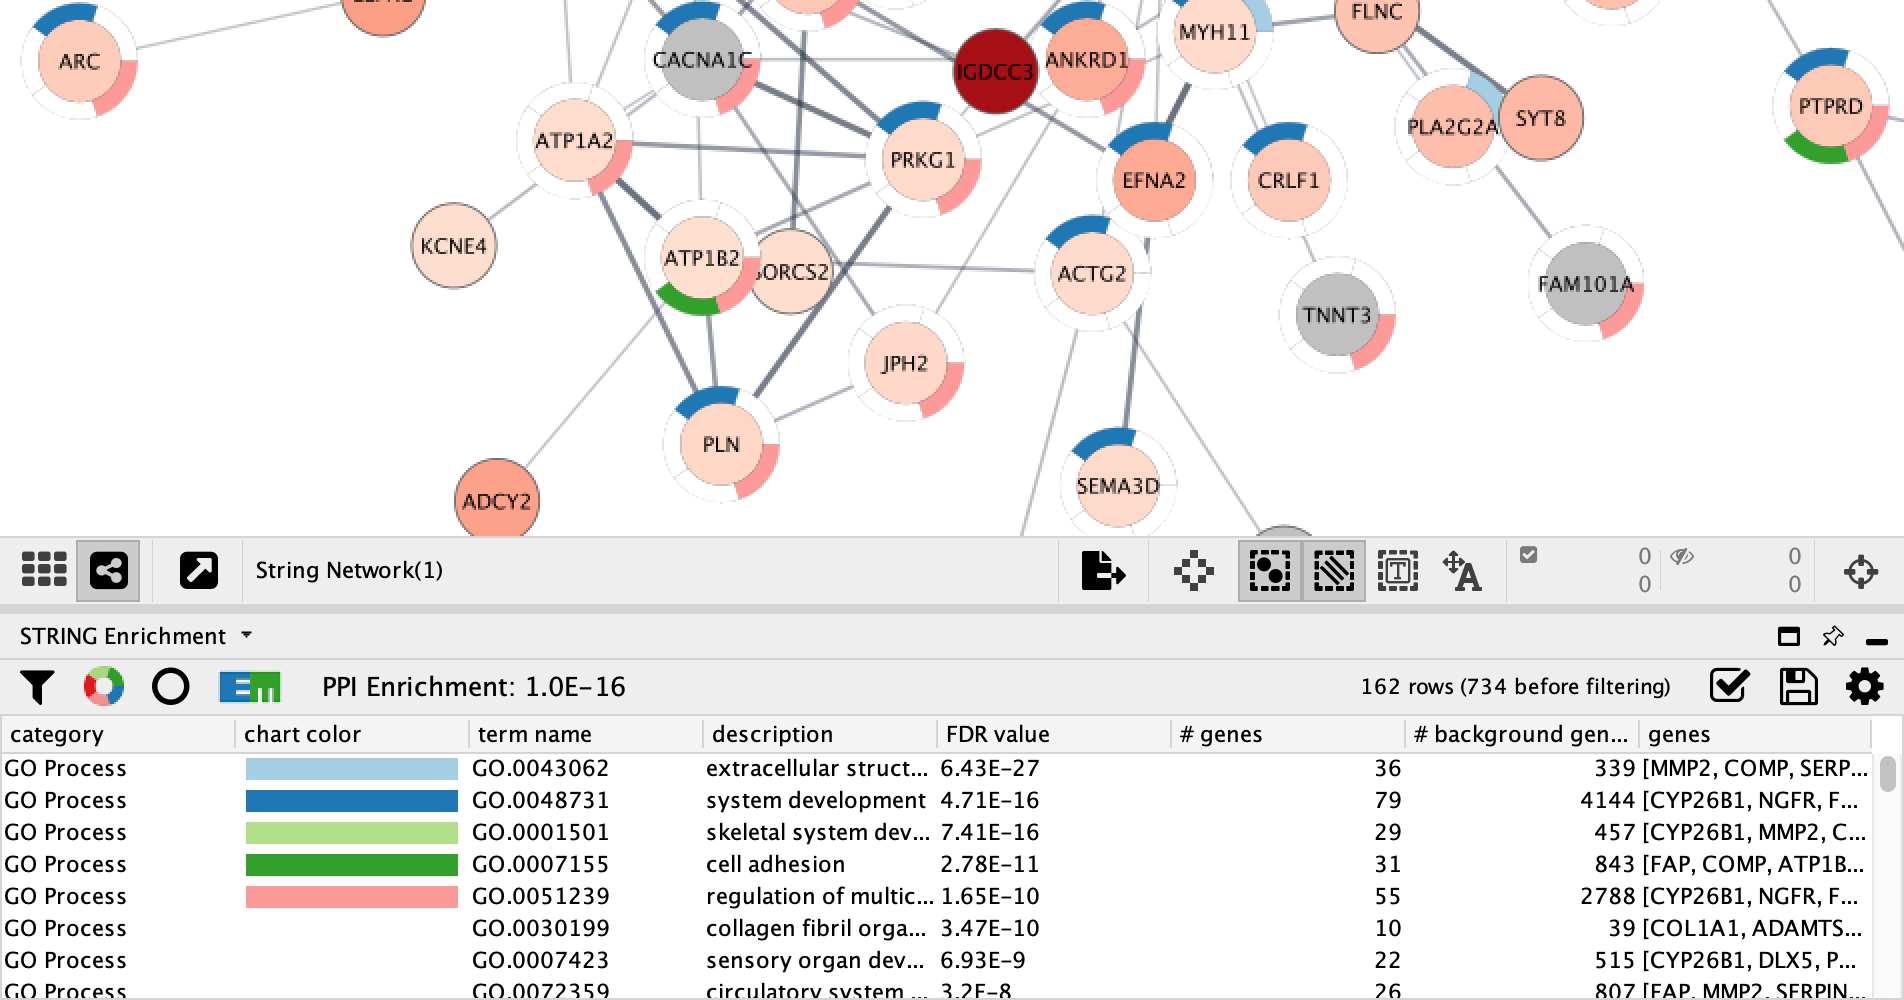 FLNC
MYH11
ARC
CACNA1C
IGDCC3
ANKRD1
PTPRD
PLA2G2A
SYT8
ATP1A2
PRKG1
EFNA2
CRLF1
KCNE4
ATP1B2
SORCS2
ACTG2
FAM101A
TNNT3
JPH2
PLN
SEMA3D
ADCY2
String Network(1)
0
0
0
0
T
A
STRING Enrichment
Em
PPI Enrichment: 1.0E-16
162 rows (734 before filtering)
category chart color term name description FDR value # genes # background gen... genes
GO Process GO.0043062 extracellular struct... 6.43E-27 36 339 [MMP2, COMP, SERP...
GO Process GO.0048731 system development 4.71E-16 79 4144 [CYP26B1, NGFR, F...
GO Process GO.0001501 skeletal system dev... 7.41E-16 29 457 [CYP26B1, MMP2, C...
GO Process GO.0007155 cell adhesion 2.78E-11 31 843 [FAP, COMP, ATP1B...
GO Process GO.0051239 regulation of multic... 1.65E-10 55 2788 [CYP26B1, NGFR, F...
GO Process GO.0030199 collagen fibril orga... 3.47E-10 10 39 [COL1A1, ADAMTS...
GO Process GO.0007423 sensory organ dev... 6.93E-9 22 515 [CYP26B1, DLX5, P...
GO Process GO.0072359 circulatory system ... 3.2E-8 26 807 [FAP, MMP2, SERPIN...